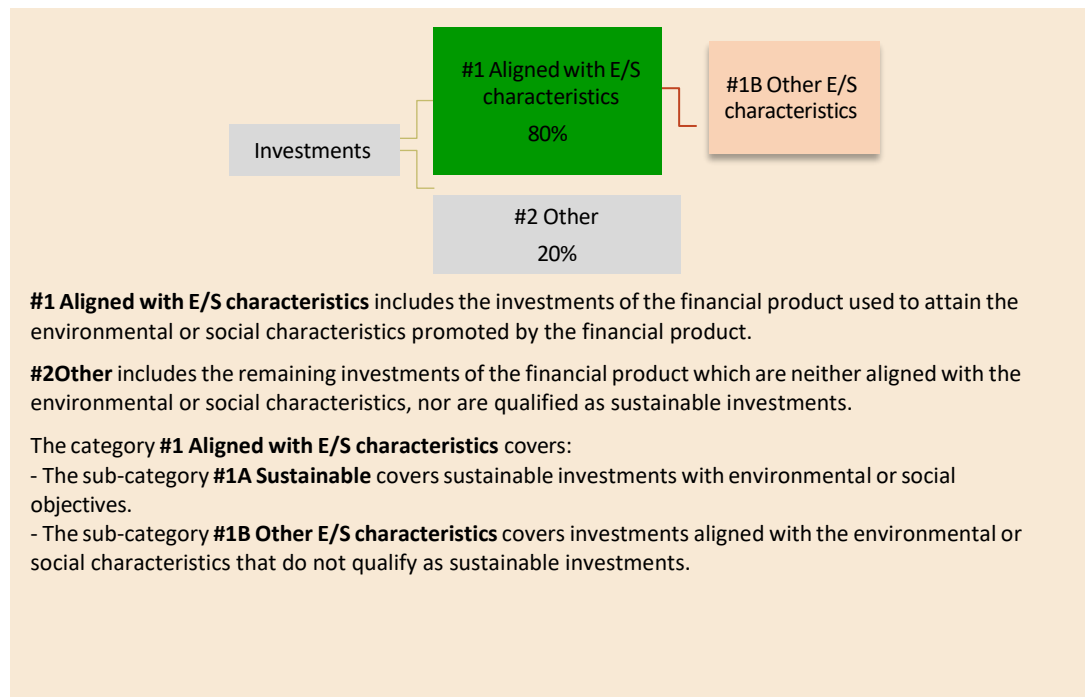 #1 Aligned with E/S
characteristics
80%
#1B Other E/S
characteristics
Investments
#2 Other
20%
#1 Aligned with E/S characteristics includes the investments of the financial product used to attain the
environmental or social characteristics promoted by the financial product.
#2Other includes the remaining investments of the financial product which are neither aligned with the
environmental or social characteristics, nor are qualified as sustainable investments.
The category #1 Aligned with E/S characteristics covers:
- The sub-category #1A Sustainable covers sustainable investments with environmental or social
objectives.
- The sub-category #1B Other E/S characteristics covers investments aligned with the environmental or
social characteristics that do not qualify as sustainable investments.